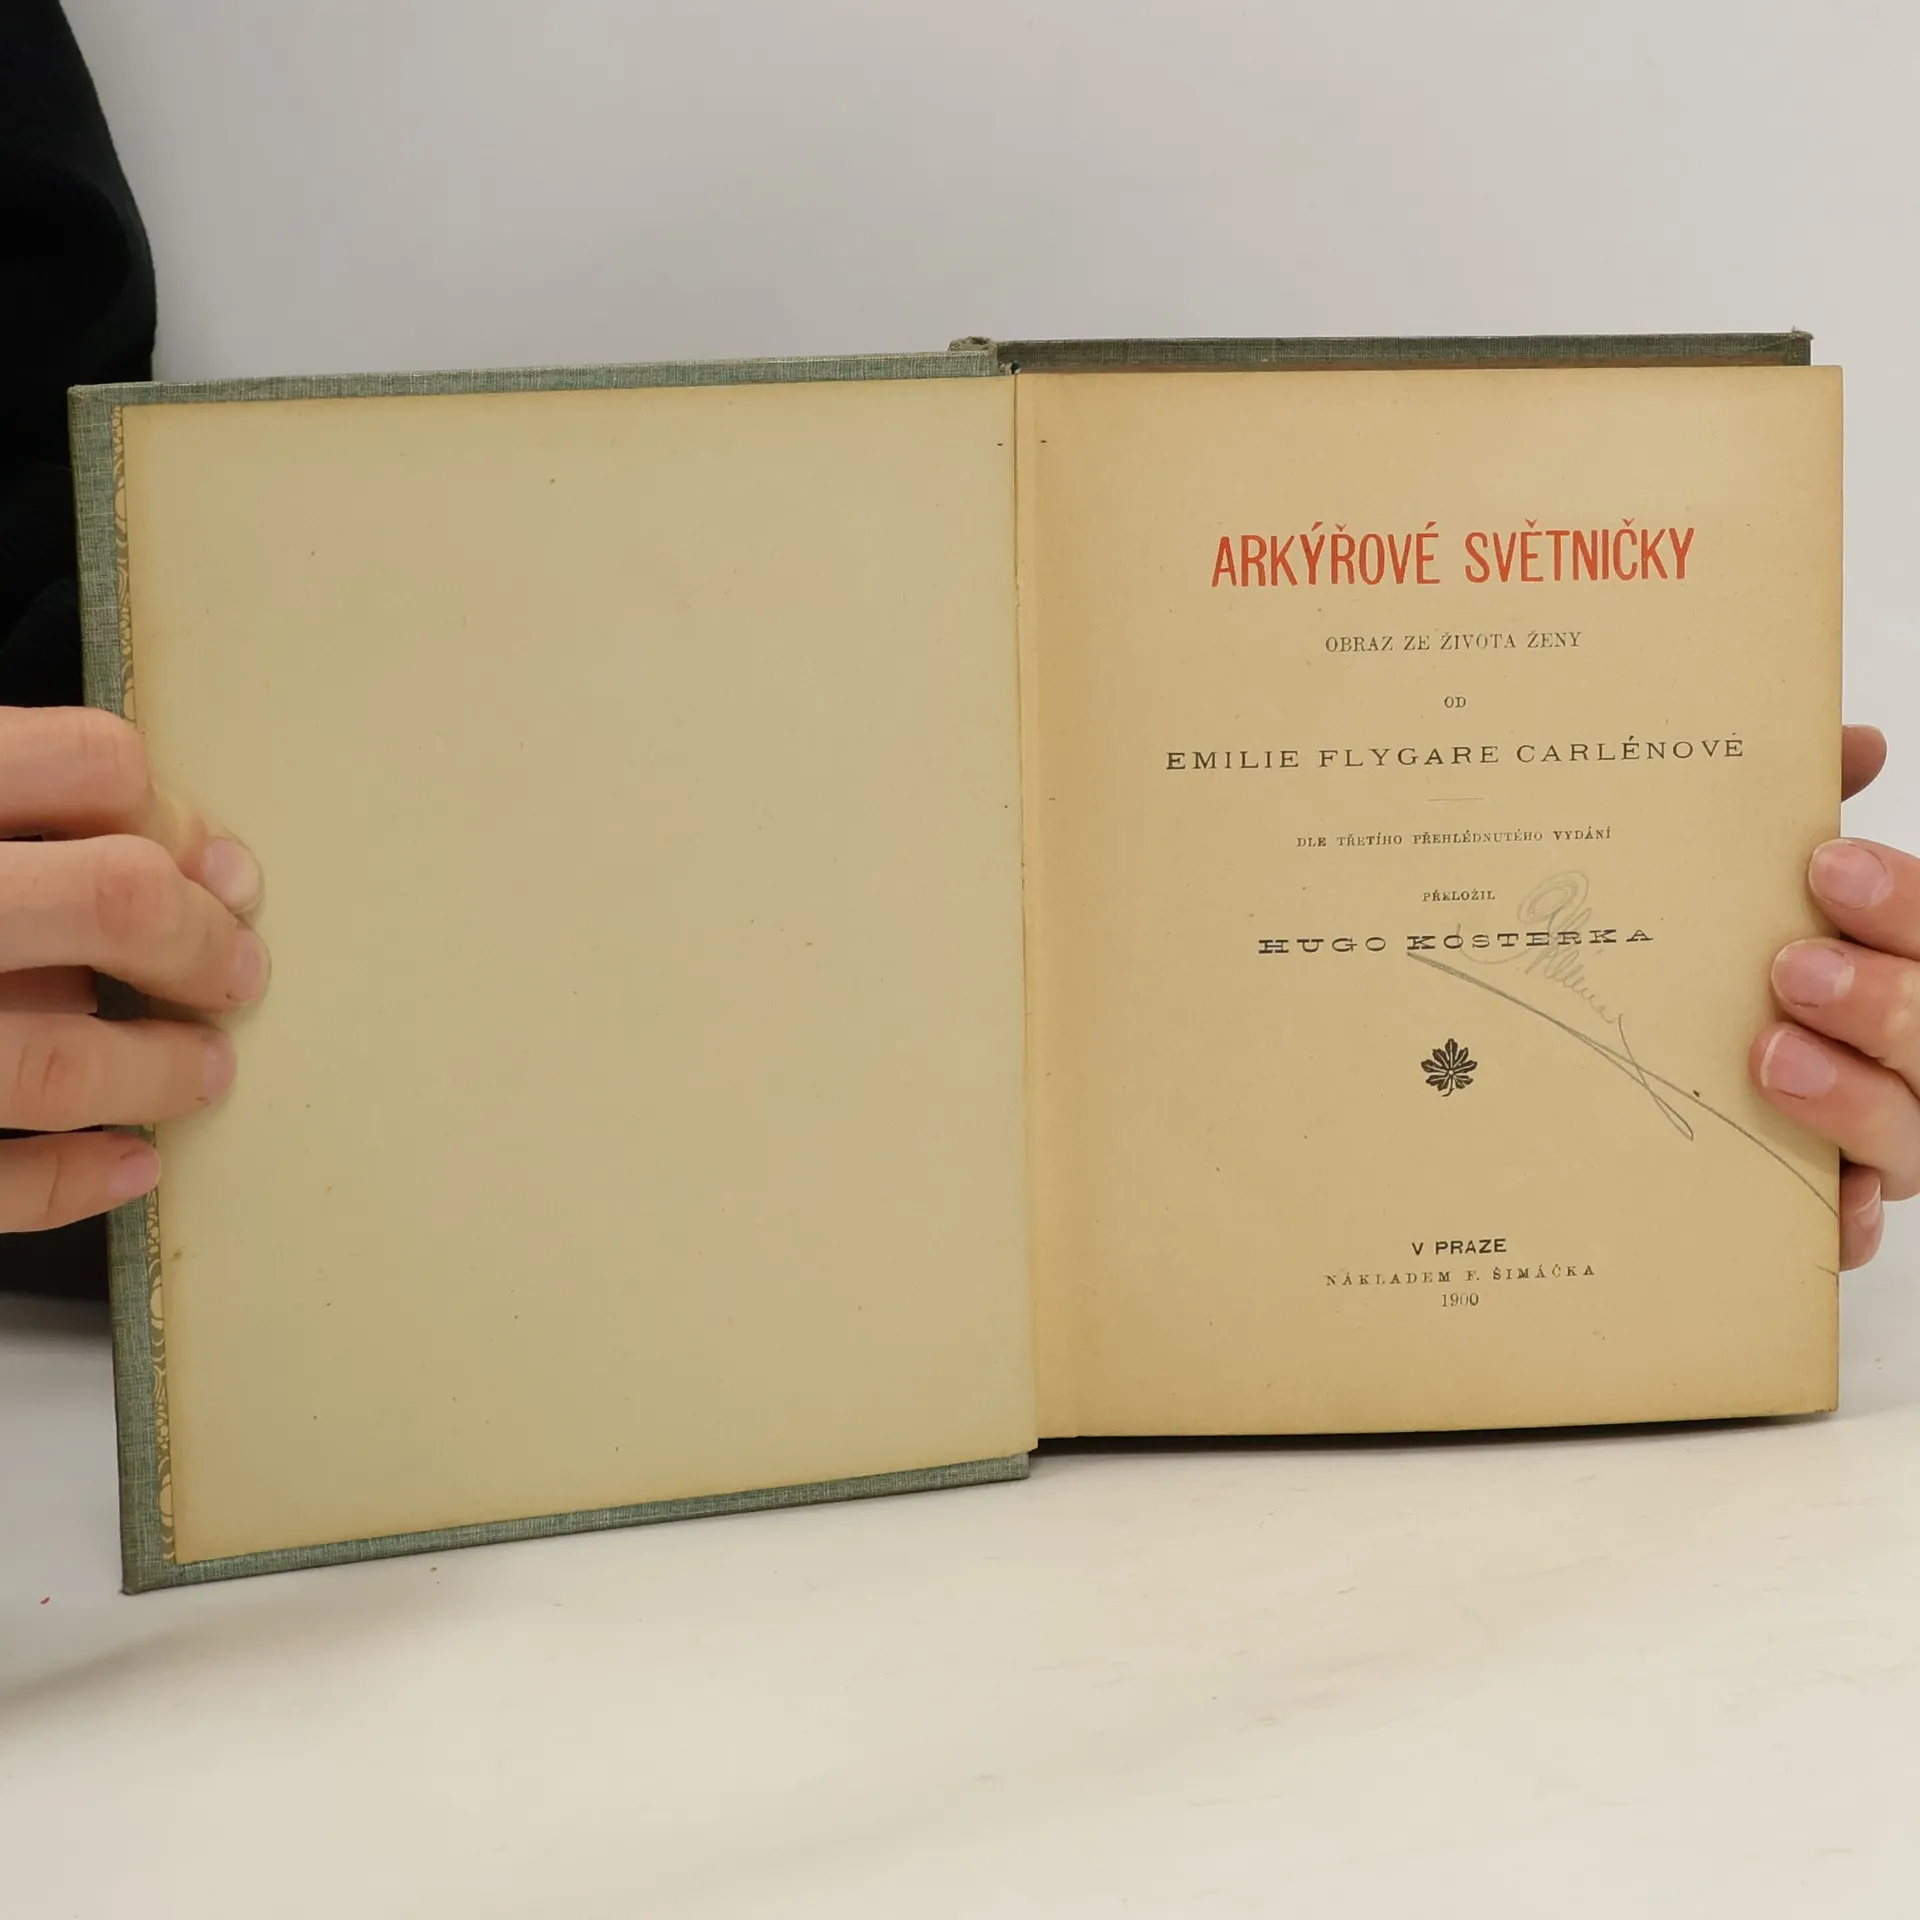 ARKÝŘOVÉ SVĚTNIČKY
OBRAZ ZE ŽIVOTA ŽENY
OD
EMILIE FLYGARE CARLÉNOVÉ
DLE TŘETÍHO PŘEHLÉDNUTÉHO VYDÁNÍ
PŘELOŽIL
HUGO KOSTERKA
V PRAZE
NÁKLADEM F. ŠIMÁČKA
1900